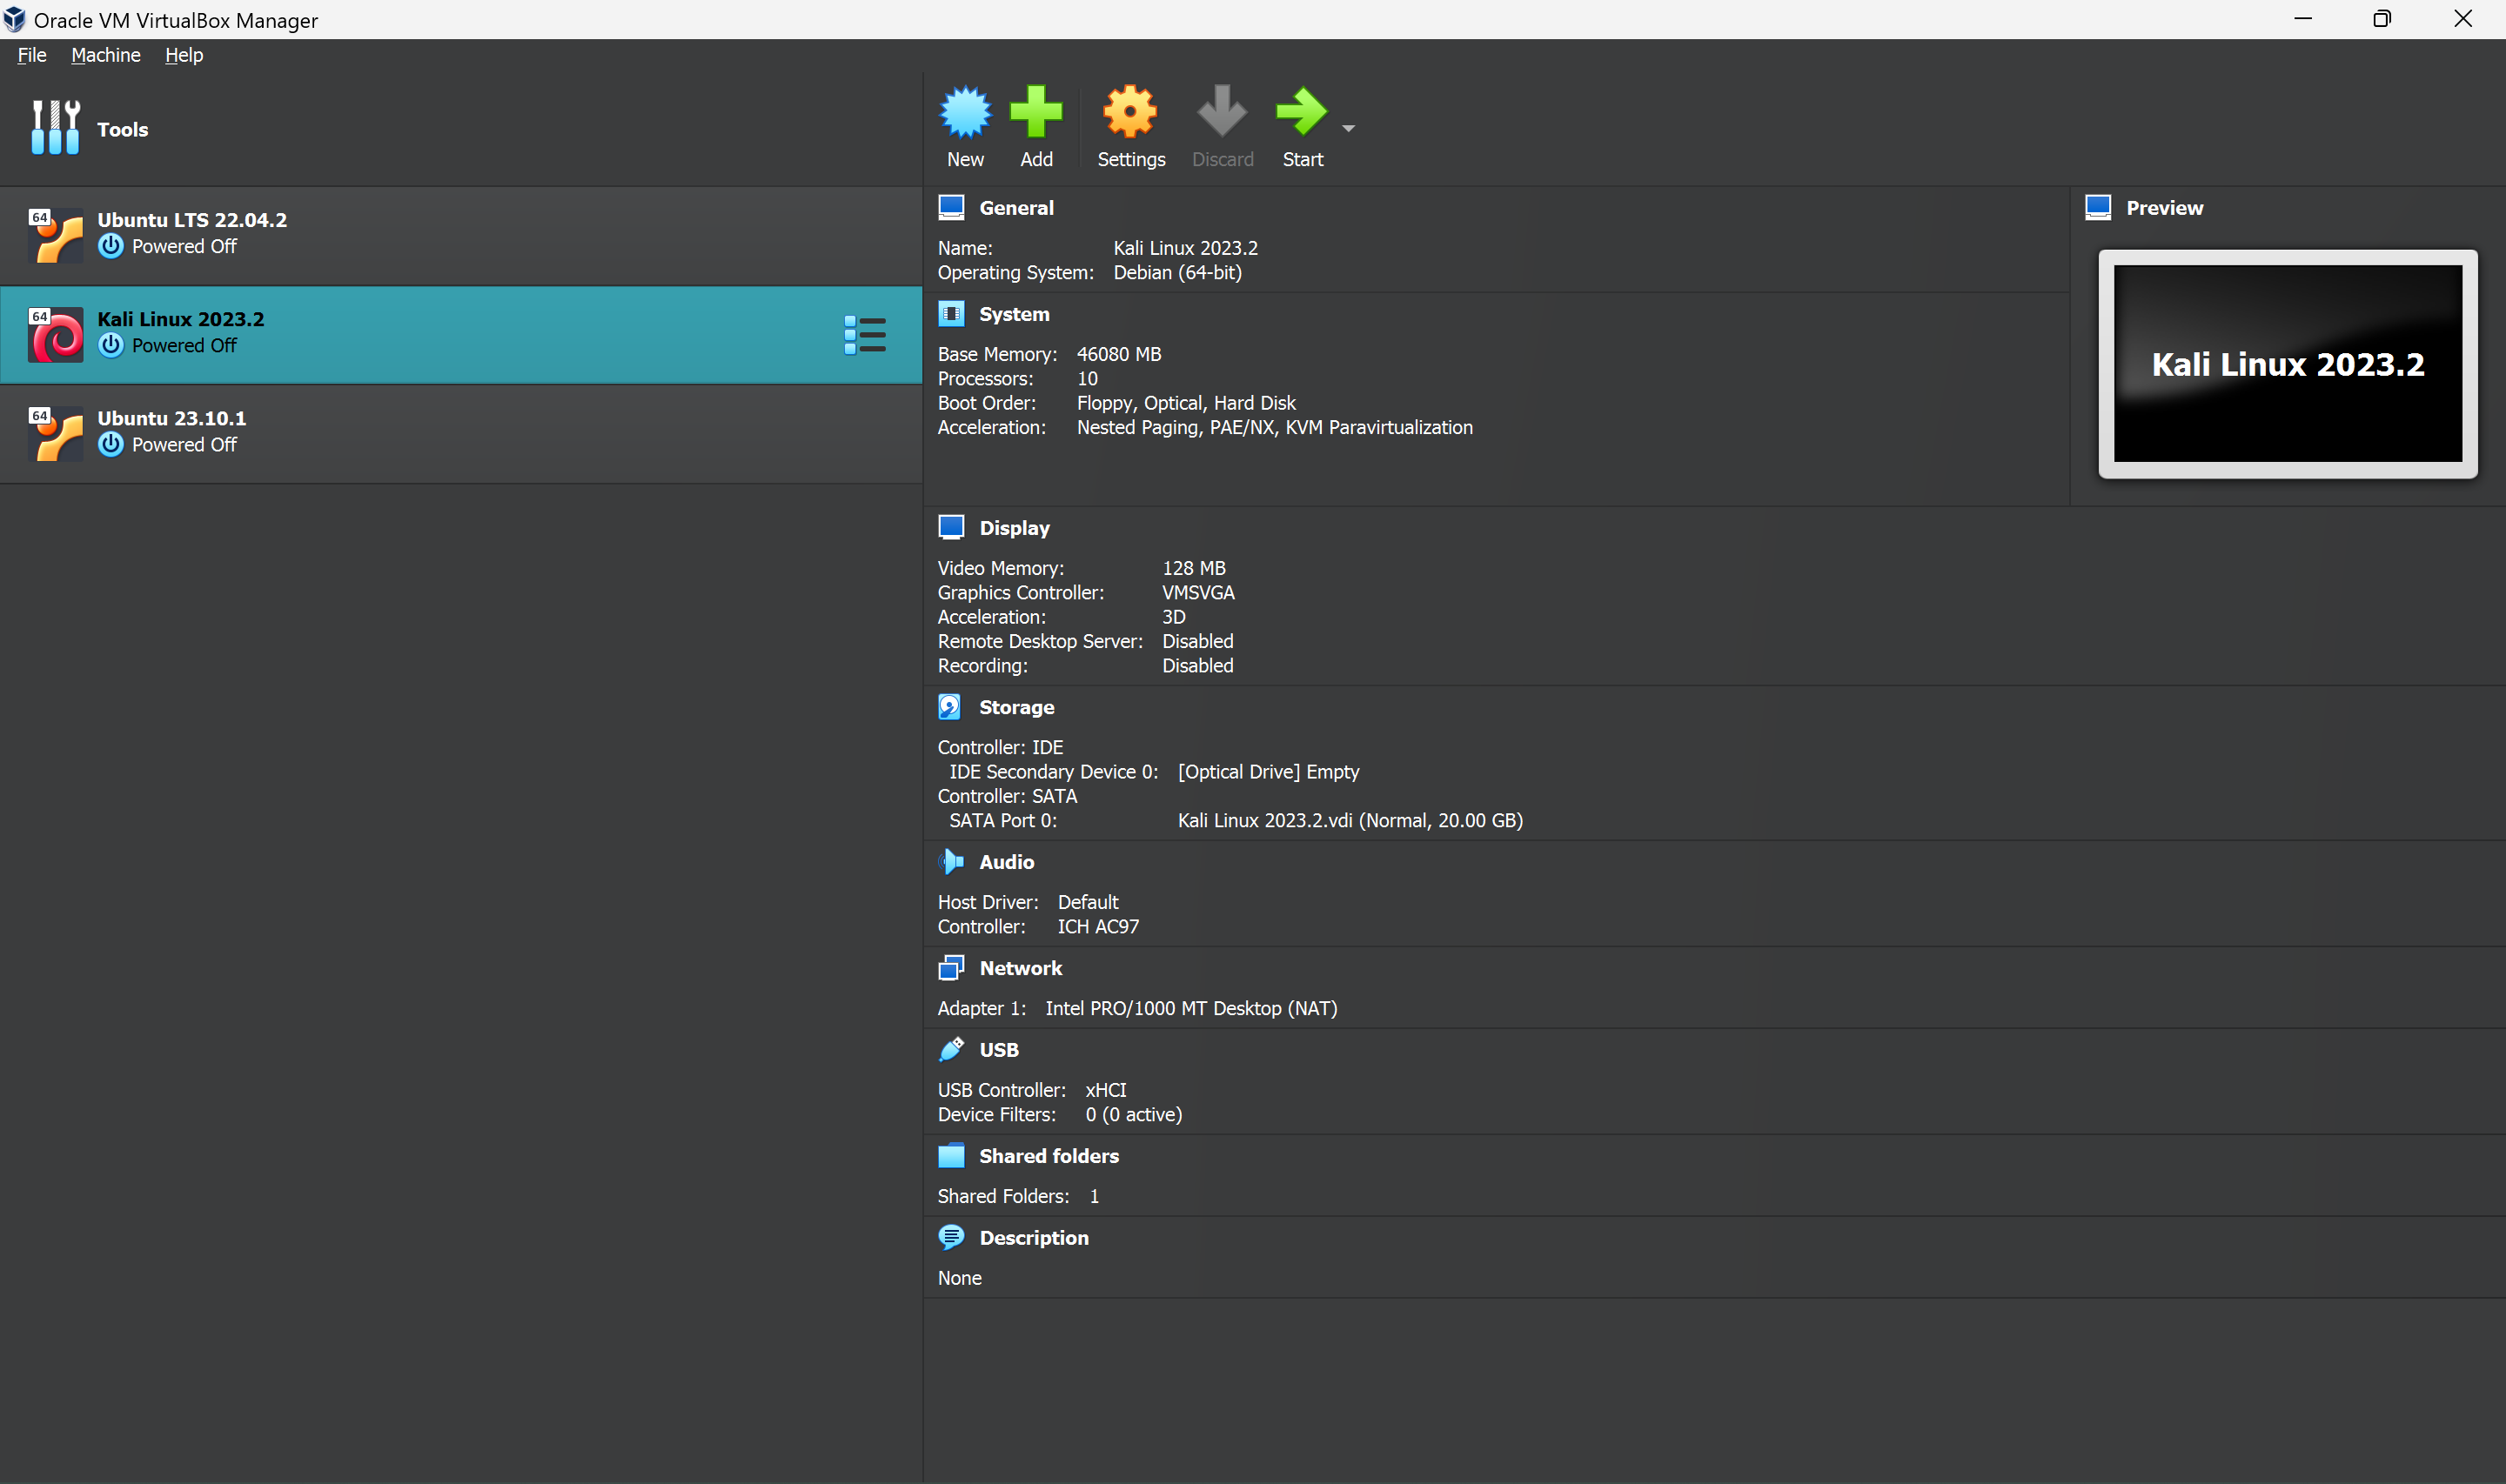 Oracle VM VirtualBox Manager
File Machine Help
Tools
New Add Settings Discard Start
64 Ubuntu LTS 22.04.2
Powered Off
64 Kali Linux 2023.2
Powered Off
64 Ubuntu 23.10.1
Powered Off
General
Name: Kali Linux 2023.2
Operating System: Debian (64-bit)
System
Base Memory: 46080 MB
Processors: 10
Boot Order: Floppy, Optical, Hard Disk
Acceleration: Nested Paging, PAE/NX, KVM Paravirtualization
Preview
Kali Linux 2023.2
Display
Video Memory: 128 MB
Graphics Controller: VMSVGA
Acceleration: 3D
Remote Desktop Server: Disabled
Recording: Disabled
Storage
Controller: IDE
IDE Secondary Device 0: [Optical Drive] Empty
Controller: SATA
SATA Port 0: Kali Linux 2023.2.vdi (Normal, 20.00 GB)
Audio
Host Driver: Default
Controller: ICH AC97
Network
Adapter 1: Intel PRO/1000 MT Desktop (NAT)
USB
USB Controller: xHCI
Device Filters: 0 (0 active)
Shared folders
Shared Folders: 1
Description
None